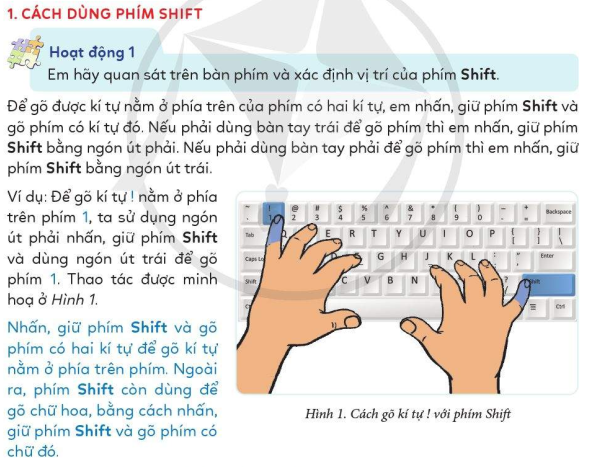 1. CÁCH DÙNG PHÍM SHIFT
Hoạt động 1
Em hãy quan sát trên bàn phím và xác định vị trí của phím Shift.
Để gõ được kí tự nằm ở phía trên của phím có hai kí tự, em nhấn, giữ phím Shift và
gõ phím có kí tự đó. Nếu phải dùng bàn tay trái để gõ phím thì em nhấn, giữ phím
Shift bằng ngón út phải. Nếu phải dùng bàn tay phải để gõ phím thì em nhấn, giữ
phím Shift bằng ngón út trái.
Ví dụ: Để gõ kí tự ! nằm ở phía
trên phím 1, ta sử dụng ngón
út phải nhấn, giữ phím Shift
và dùng ngón út trái để gõ
phím 1. Thao tác được minh
hoạ ở Hình 1.
Nhấn, giữ phím Shift và gõ
phím có hai kí tự để gõ kí tự
nằm ở phía trên phím. Ngoài
ra, phím Shift còn dùng để
gõ chữ hoa, bằng cách nhấn,
giữ phím Shift và gõ phím có
chữ đó.
~ ! @ # $ % ^ & * ( ) _ +
1 2 3 4 5 6 7 8 9 0 - = Backspace
Tab E R T Y U I O P { } |
[ ] \
Caps Lo G H J K L : Enter
Shift C V B N ? Shift
/
Ctrl
Hình 1. Cách gõ kí tự ! với phím Shift